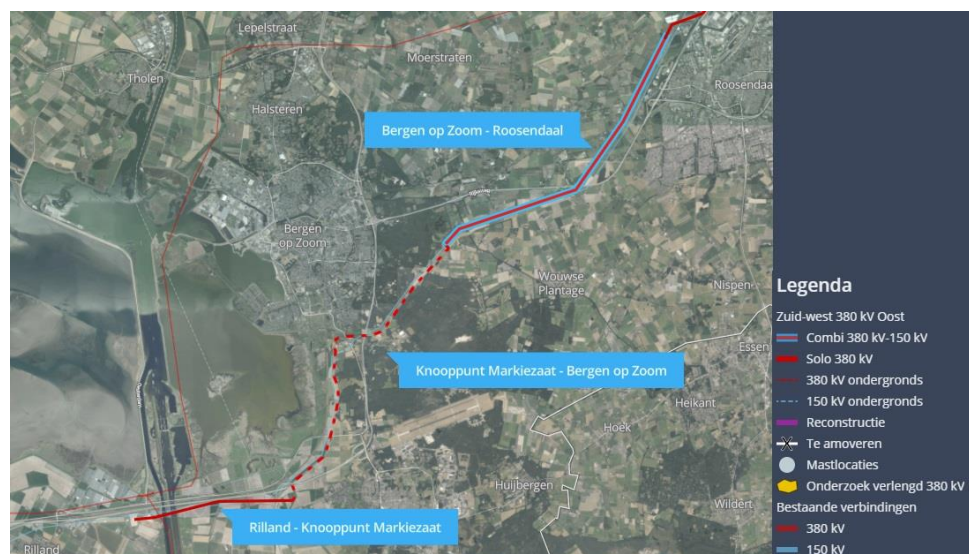 Lepelstraat
Moerstraten
Tholen
Roosendaa
Halsteren
Bergen op Zoom - Roosendaal
Bergen
op Zoom
Wouwse
Plantage
Nispen
Essen
Knooppunt Markiezaat - Bergen op Zoom
Heikant
Hoek
Huijbergen
Wildert
Rilland - Knooppunt Markiezaat
Rilland
Legenda
Zuid-west 380 kV Oost
Combi 380 kV-150 kV
Solo 380 kV
380 kV ondergronds
150 kV ondergronds
Reconstructie
Te amoveren
Mastlocaties
Onderzoek verlengd 380 kV
Bestaande verbindingen
380 kV
150 kV